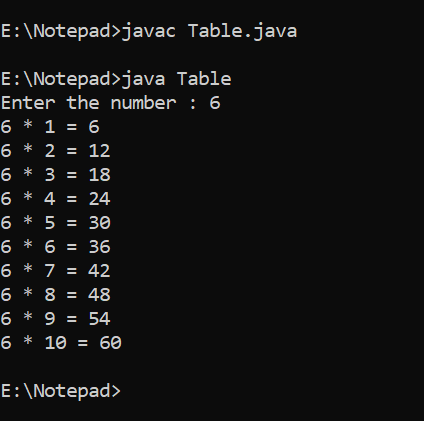 E:\Notepad>javac Table.java
E:\Notepad>java Table
Enter the number : 6
6 * 1 = 6
6 * 2 = 12
6 * 3 = 18
6 * 4 = 24
6 * 5 = 30
6 * 6 = 36
6 * 7 = 42
6 * 8 = 48
6 * 9 = 54
6 * 10 = 60
E:\Notepad>